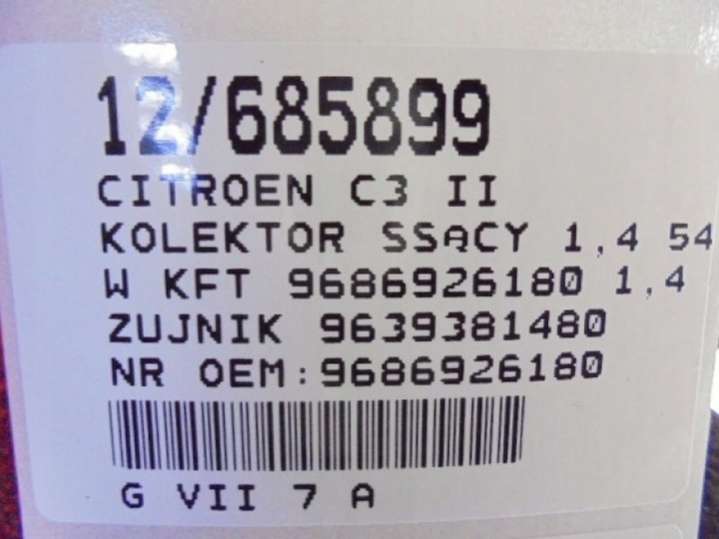 12/685899
CITROEN C3 II
KOLEKTOR SSĄCY 1,4 54
W KFT 9686926180 1,4
ZUJNIK 9639381480
NR OEM:9686926180
G VII 7 A